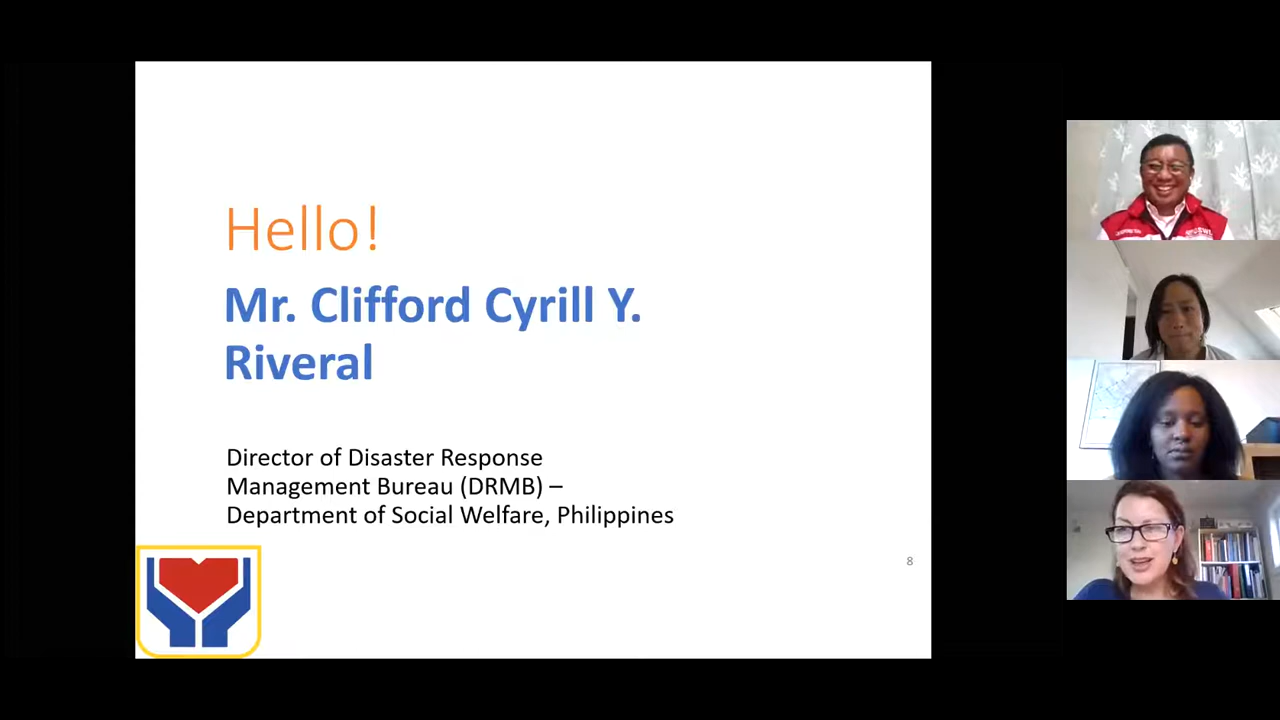 Hello!
Mr. Clifford Cyrill Y.
Riveral
Director of Disaster Response
Management Bureau (DRMB) –
Department of Social Welfare, Philippines
8